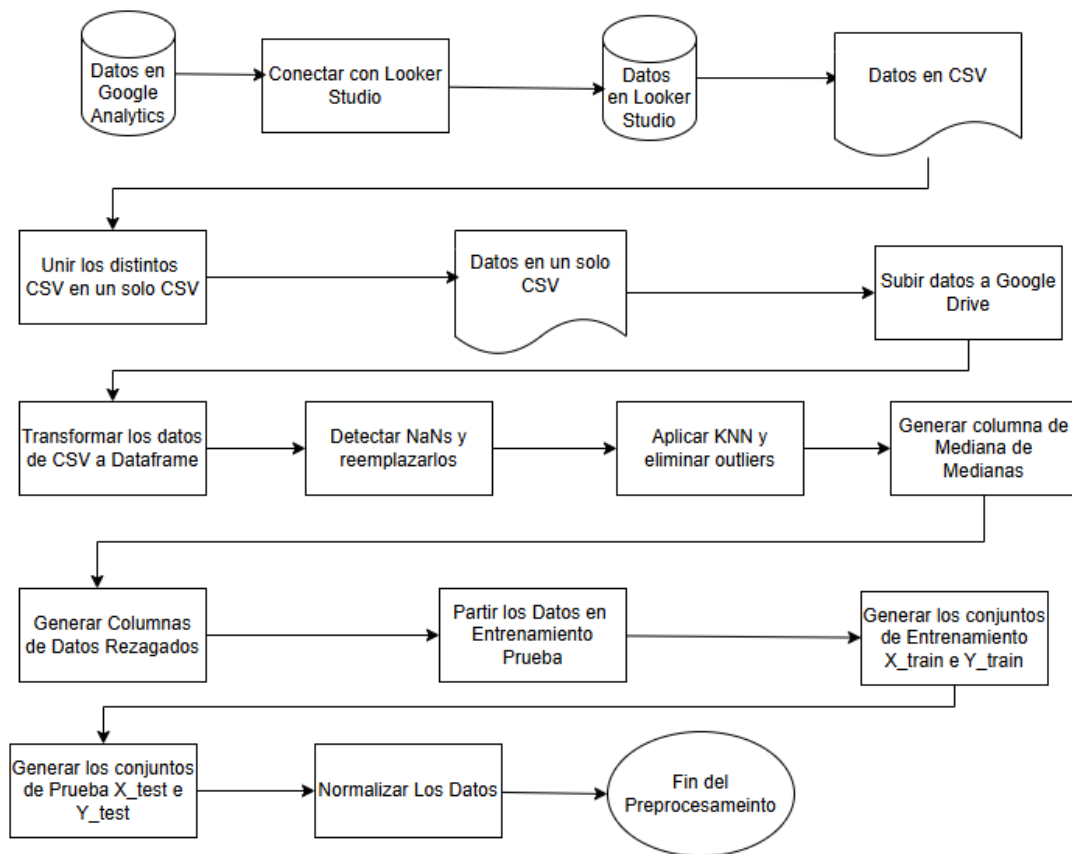 Datos en
Google
Analytics
Conectar con Looker
Studio
Datos
en Looker
Studio
Datos en CSV
Unir los distintos
CSV en un solo CSV
Datos en un solo
CSV
Subir datos a Google
Drive
Transformar los datos
de CSV a Dataframe
Detectar NaNs y
reemplazarlos
Aplicar KNN y
eliminar outliers
Generar columna de
Mediana de
Medianas
Generar Columnas
de Datos Rezagados
Partir los Datos en
Entrenamiento
Prueba
Generar los conjuntos
de Entrenamiento
X_train e Y_train
Generar los conjuntos
de Prueba X_test e
Y_test
Normalizar Los Datos
Fin del
Preprocesameinto